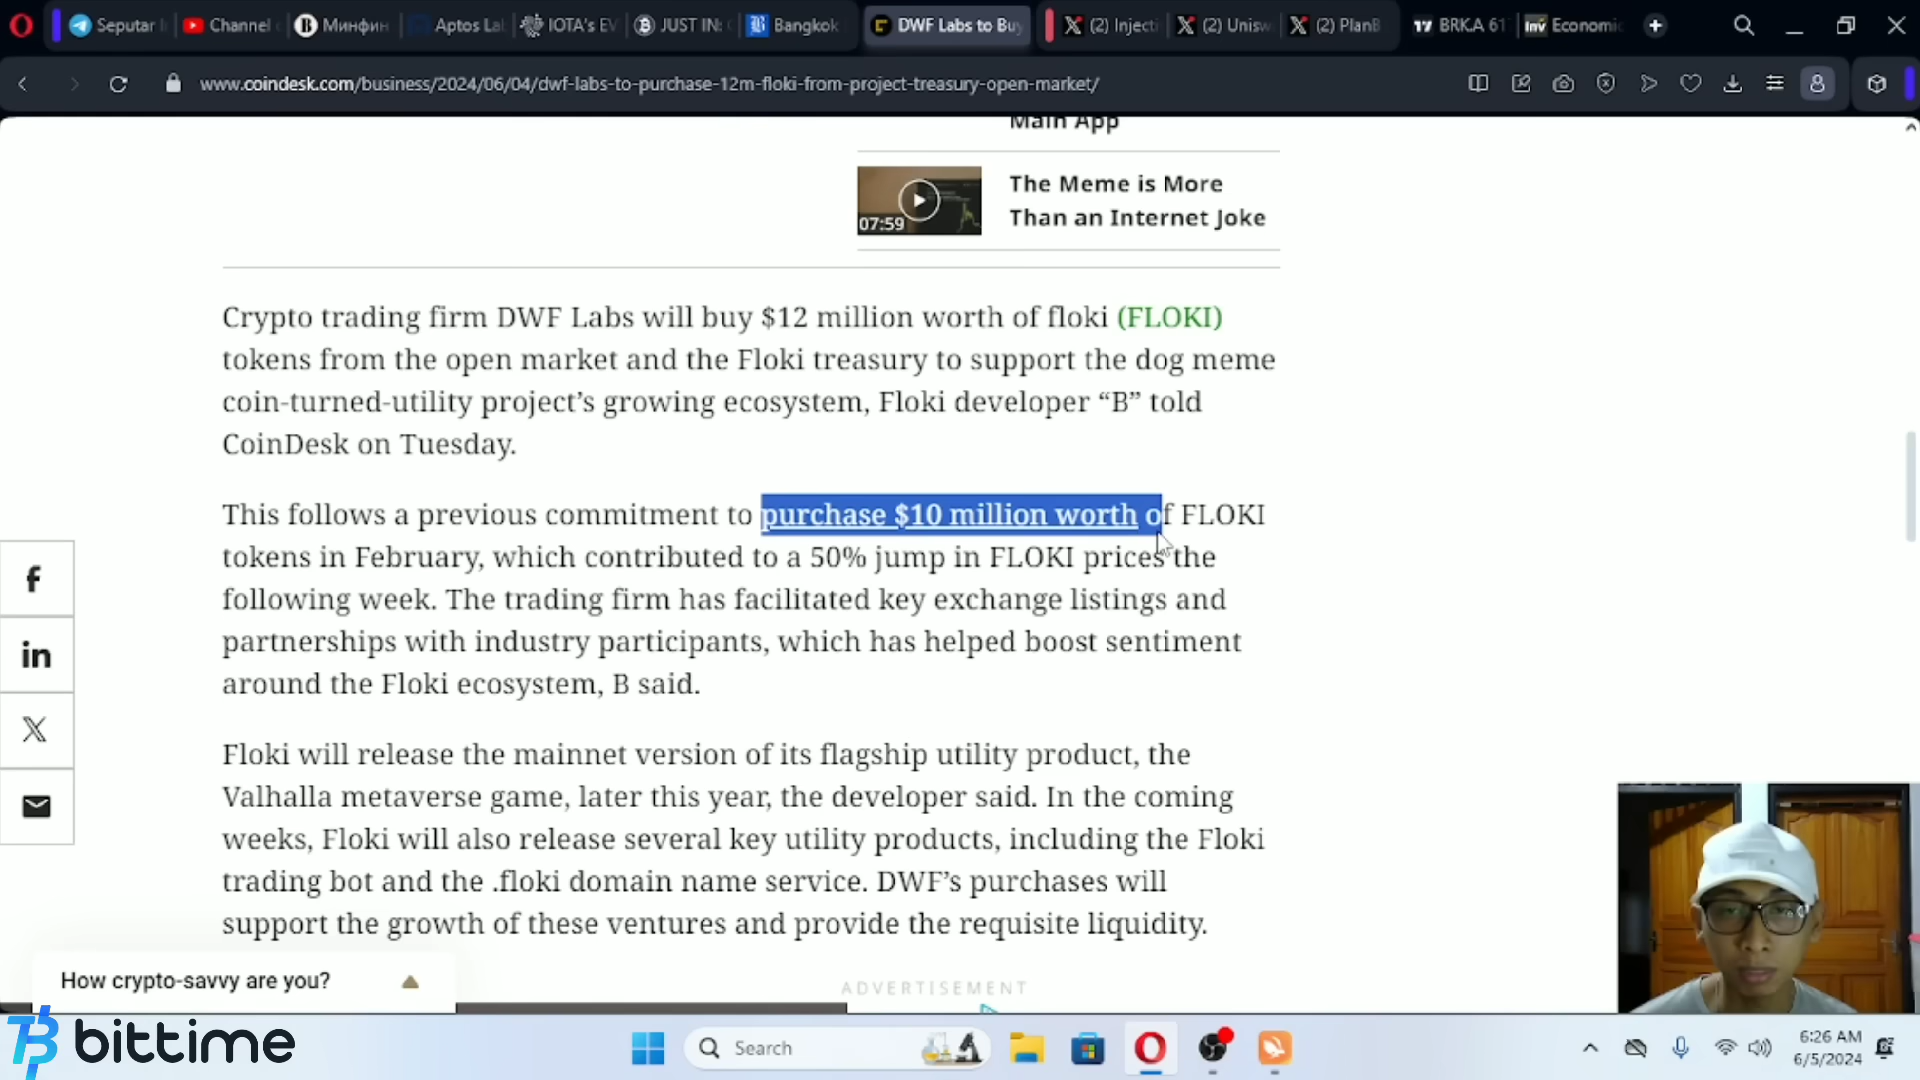 Seputar
Channel
Минфин
Aptos La
IOTA's EV
JUST IN:
Bangkok
DWF Labs to Buy
(2) Injecti
(2) Unisw
(2) PlanB
BRK.A 61
Economic
www.coindesk.com/business/2024/06/04/dwf-labs-to-purchase-12m-floki-from-project-treasury-open-market/
Main App
07:59
The Meme is More
Than an Internet Joke
Crypto trading firm DWF Labs will buy $12 million worth of floki (FLOKI)
tokens from the open market and the Floki treasury to support the dog meme
coin-turned-utility project’s growing ecosystem, Floki developer “B” told
CoinDesk on Tuesday.
This follows a previous commitment to purchase $10 million worth of FLOKI
tokens in February, which contributed to a 50% jump in FLOKI prices the
following week. The trading firm has facilitated key exchange listings and
partnerships with industry participants, which has helped boost sentiment
around the Floki ecosystem, B said.
Floki will release the mainnet version of its flagship utility product, the
Valhalla metaverse game, later this year, the developer said. In the coming
weeks, Floki will also release several key utility products, including the Floki
trading bot and the .floki domain name service. DWF’s purchases will
support the growth of these ventures and provide the requisite liquidity.
How crypto-savvy are you?
ADVERTISEMENT
bittime
Search
6:26 AM
6/5/2024